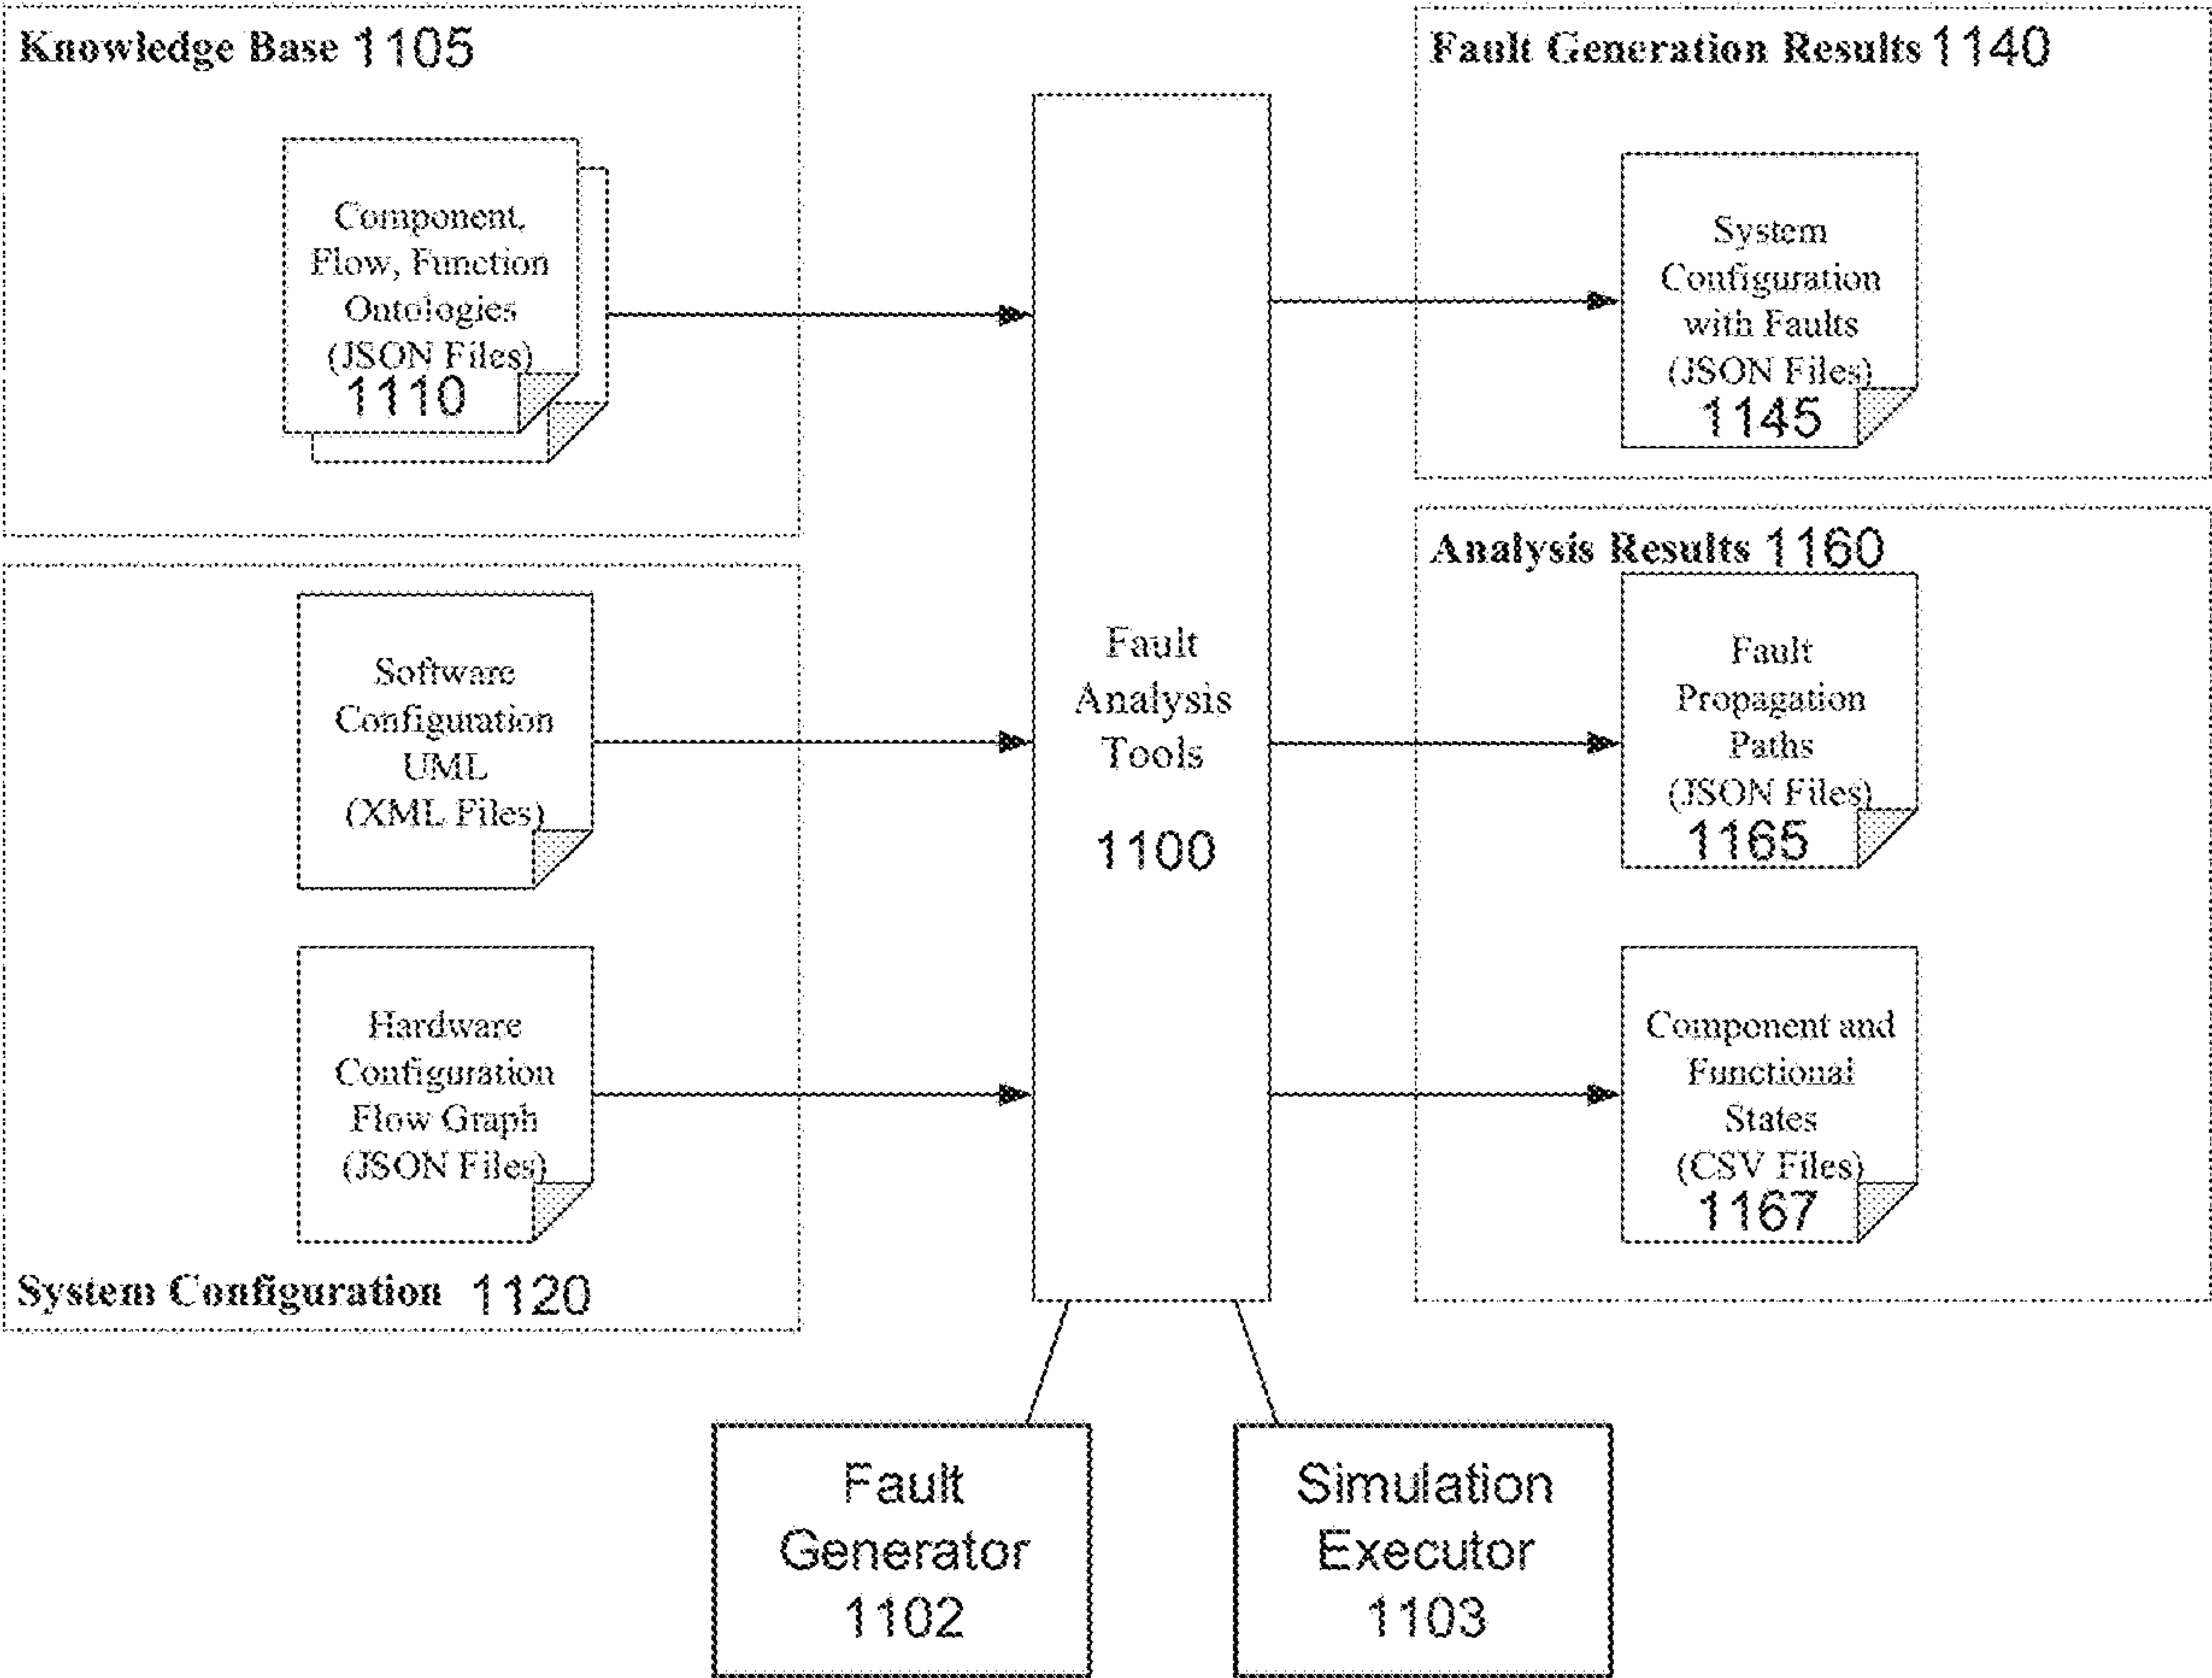 Knowledge Base 1105
Component,
Flow, Function
Ontologies
(JSON Files)
1110
Software
Configuration
UML
(XML Files)
Hardware
Configuration
Flow Graph
(JSON Files)
System Configuration 1120
Fault
Analysis
Tools
1100
Fault
Generator
1102
Simulation
Executor
1103
Fault Generation Results 1140
System
Configuration
with Faults
(JSON Files)
1145
Analysis Results 1160
Fault
Propagation
Paths
(JSON Files)
1165
Component and
Functional
States
(CSV Files)
1167